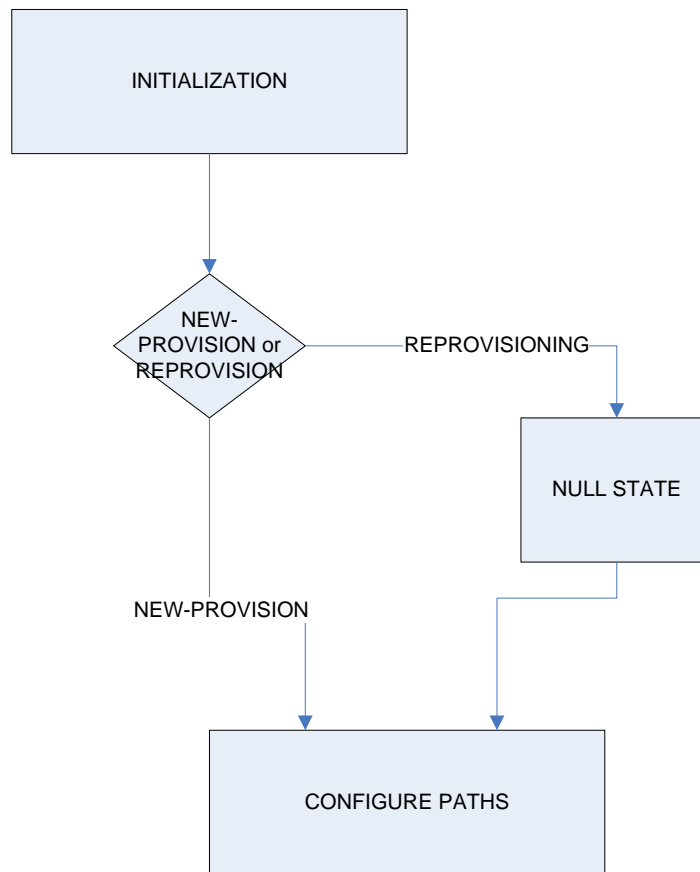 INITIALIZATION
NEW-
PROVISION or
REPROVISION
REPROVISIONING
NULL STATE
NEW-PROVISION
CONFIGURE PATHS